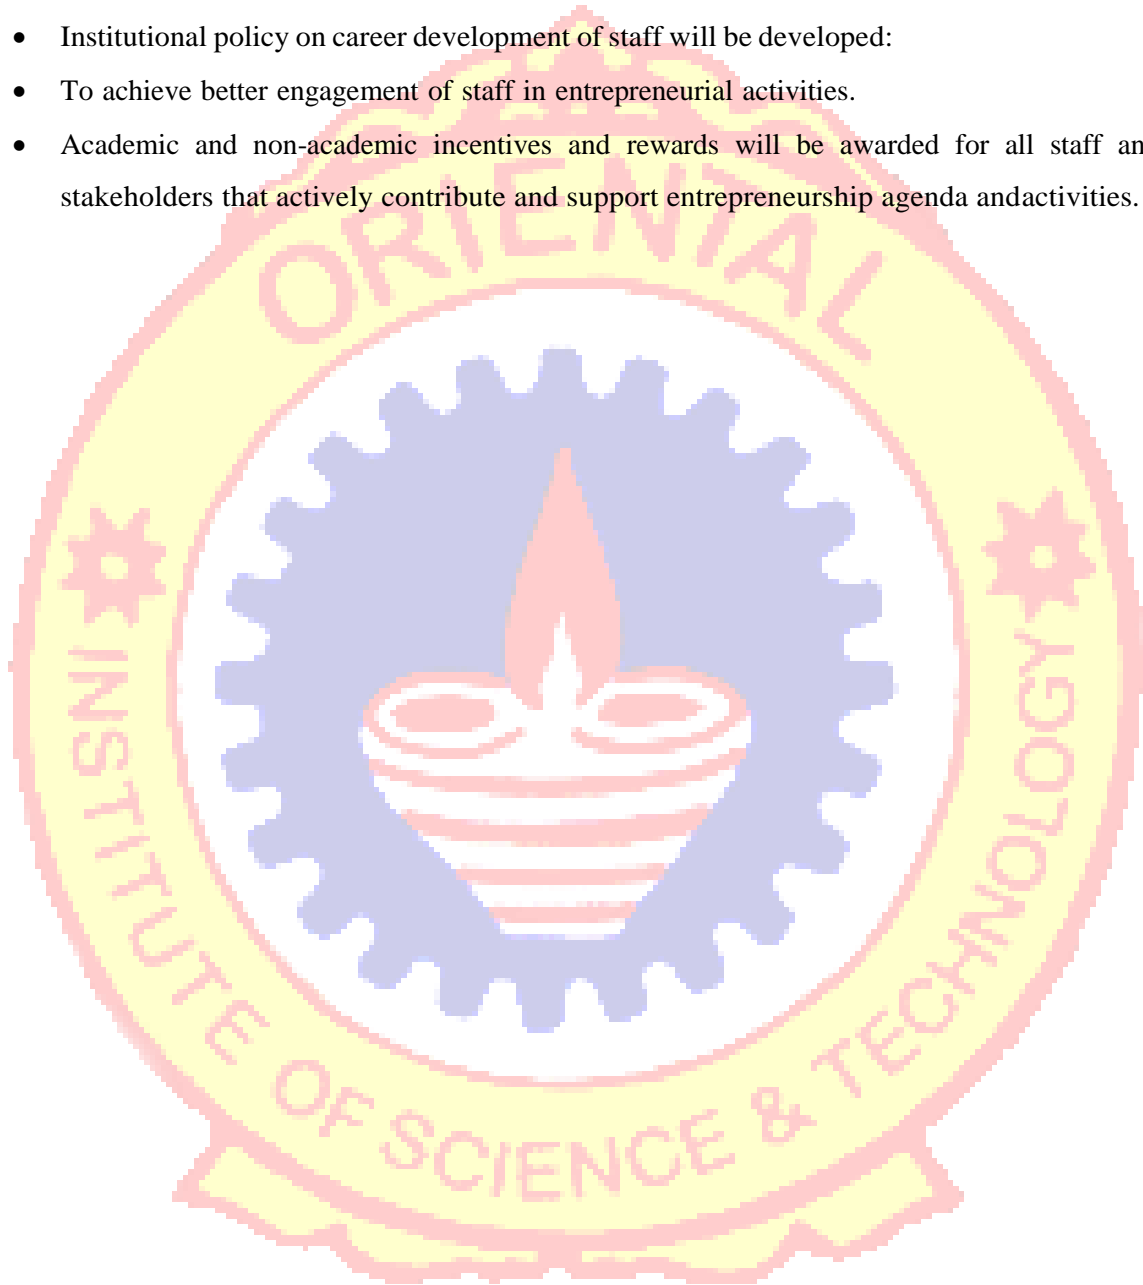 • Institutional policy on career development of staff will be developed:
• To achieve better engagement of staff in entrepreneurial activities.
• Academic and non-academic incentives and rewards will be awarded for all staff an
stakeholders that actively contribute and support entrepreneurship agenda andactivities.
ORIENTAL
INSTITUTE OF SCIENCE & TECHNOLOGY